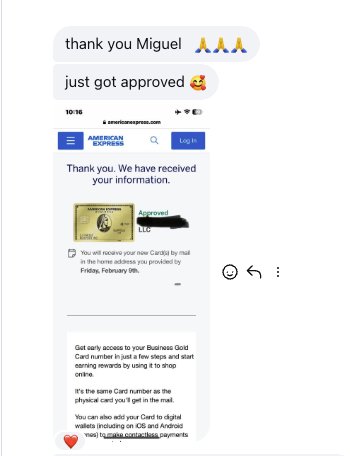 thank you Miguel 🙏🙏🙏
just got approved 🥰
10:16
americanexpress.com
AMERICAN
EXPRESS
Log In
Thank you. We have received
your information.
AMERICAN EXPRESS
Approved
LLC
You will receive your new Card(s) by mail
in the home address you provided by
Friday, February 9th.
Get early access to your Business Gold
Card number in just a few steps and start
earning rewards by using it to shop
online.
It's the same Card number as the
physical card you'll get in the mail.
You can also add your Card to digital
wallets (including on iOS and Android
to make contactless payments